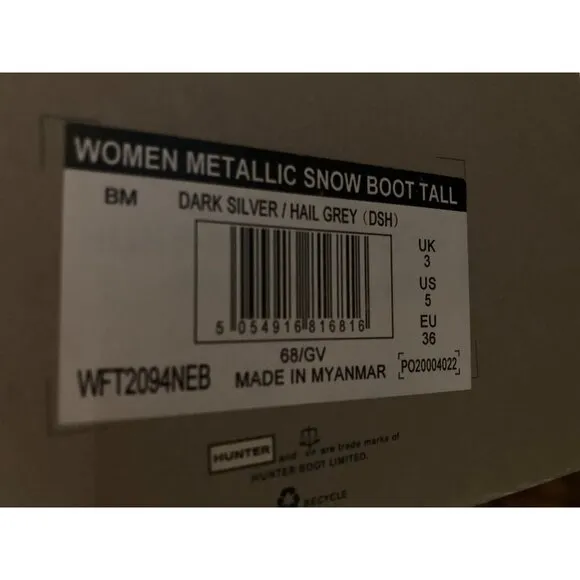 WOMEN METALLIC SNOW BOOT TALL
BM DARK SILVER / HAIL GREY (DSH)
UK
3
US
5
EU
36
5 054916 816816
68/GV
WFT2094NEB MADE IN MYANMAR PO20004022
HUNTER and are trade marks of
HUNTER BOOT LIMITED.
RECYCLE